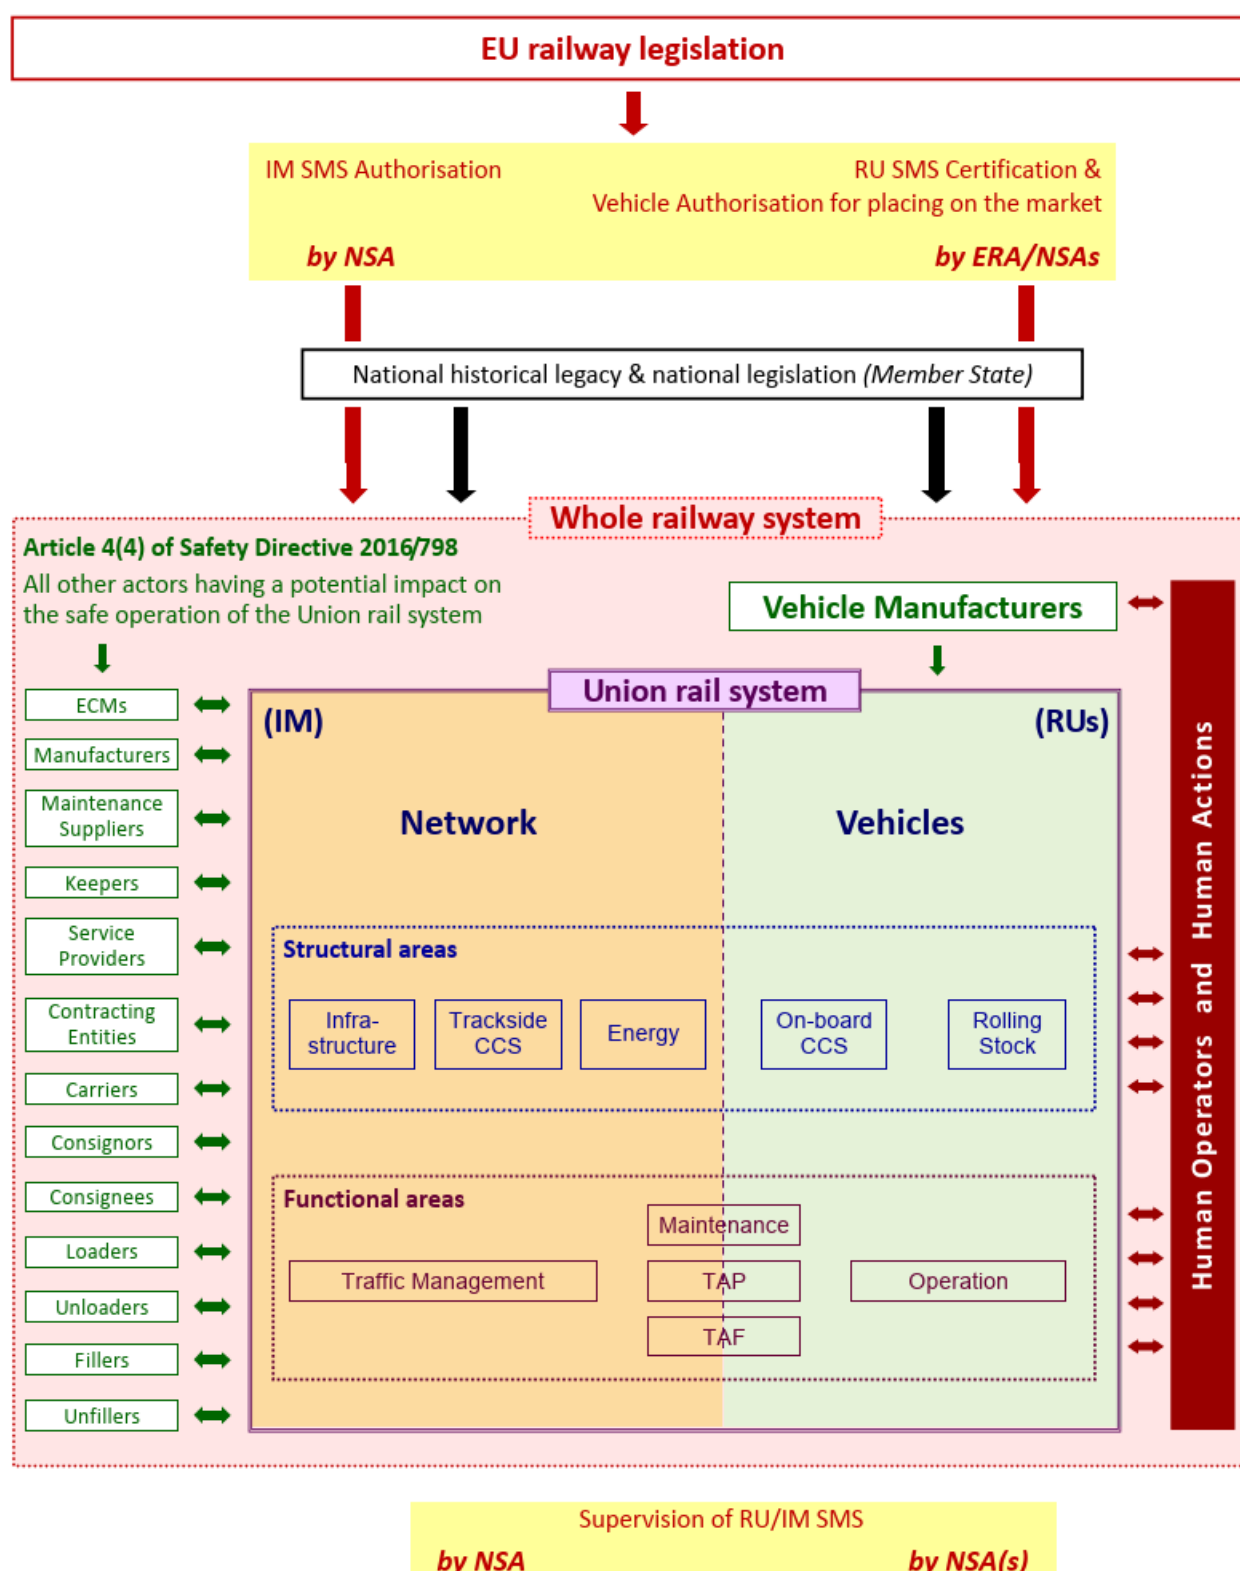 EU railway legislation
IM SMS Authorisation
RU SMS Certification &
Vehicle Authorisation for placing on the market
by NSA
by ERA/NSAs
National historical legacy & national legislation (Member State)
Whole railway system
Article 4(4) of Safety Directive 2016/798
All other actors having a potential impact on
the safe operation of the Union rail system
Vehicle Manufacturers
ECMs
Manufacturers
Maintenance
Suppliers
Keepers
Service
Providers
Contracting
Entities
Carriers
Consignors
Consignees
Loaders
Unloaders
Fillers
Unfillers
Union rail system
(IM)
(RUs)
Network
Vehicles
Structural areas
Infra-
structure
Trackside
CCS
Energy
On-board
CCS
Rolling
Stock
Functional areas
Maintenance
Traffic Management
TAP
Operation
TAF
Human Operators and Human Actions
Supervision of RU/IM SMS
by NSA
by NSA(s)